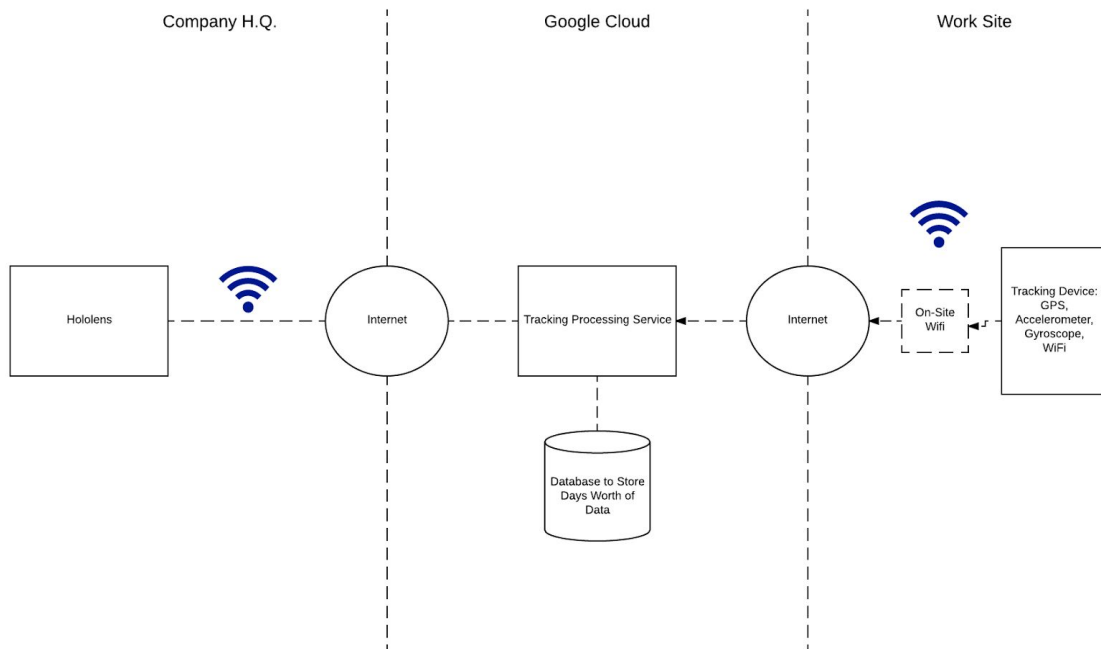 Company H.Q.
Google Cloud
Work Site
Hololens
Internet
Tracking Processing Service
Internet
On-Site
Wifi
Tracking Device:
GPS,
Accelerometer,
Gyroscope,
WiFi
Database to Store
Days Worth of
Data